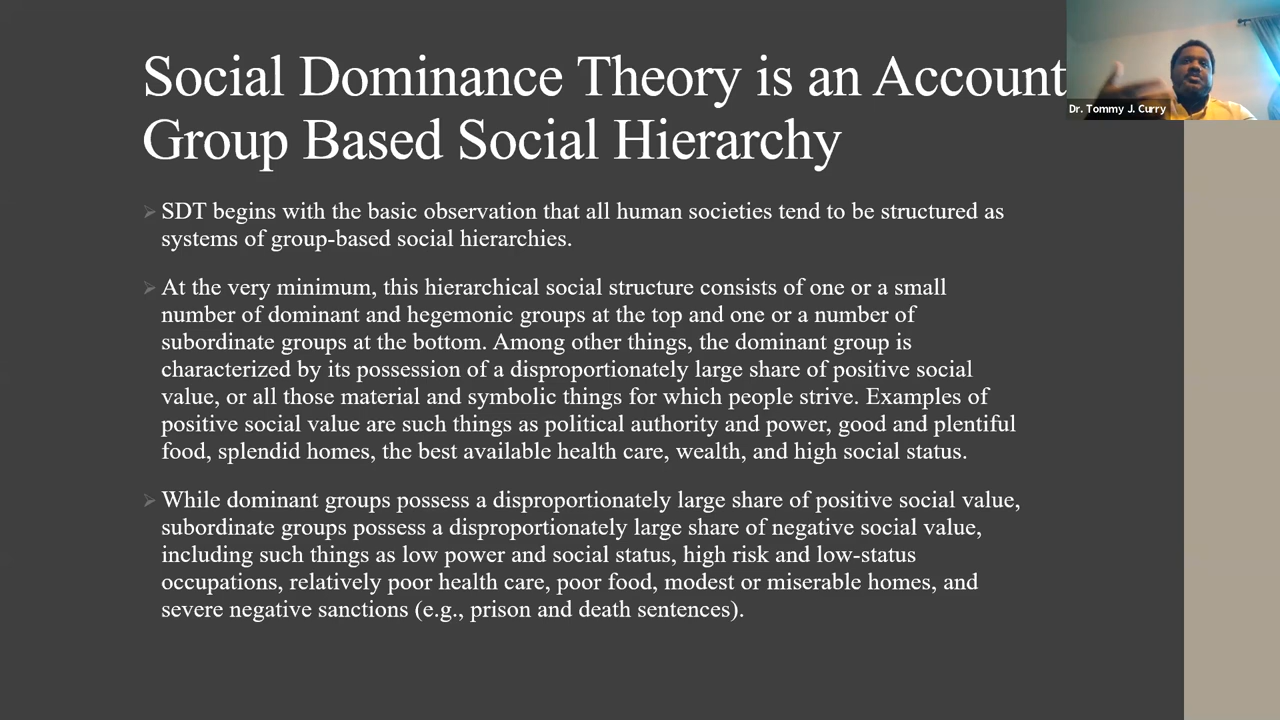 Social Dominance Theory is an Account
Group Based Social Hierarchy
Dr. Tommy J. Curry
SDT begins with the basic observation that all human societies tend to be structured as
systems of group-based social hierarchies.
At the very minimum, this hierarchical social structure consists of one or a small
number of dominant and hegemonic groups at the top and one or a number of
subordinate groups at the bottom. Among other things, the dominant group is
characterized by its possession of a disproportionately large share of positive social
value, or all those material and symbolic things for which people strive. Examples of
positive social value are such things as political authority and power, good and plentiful
food, splendid homes, the best available health care, wealth, and high social status.
While dominant groups possess a disproportionately large share of positive social value,
subordinate groups possess a disproportionately large share of negative social value,
including such things as low power and social status, high risk and low-status
occupations, relatively poor health care, poor food, modest or miserable homes, and
severe negative sanctions (e.g., prison and death sentences).